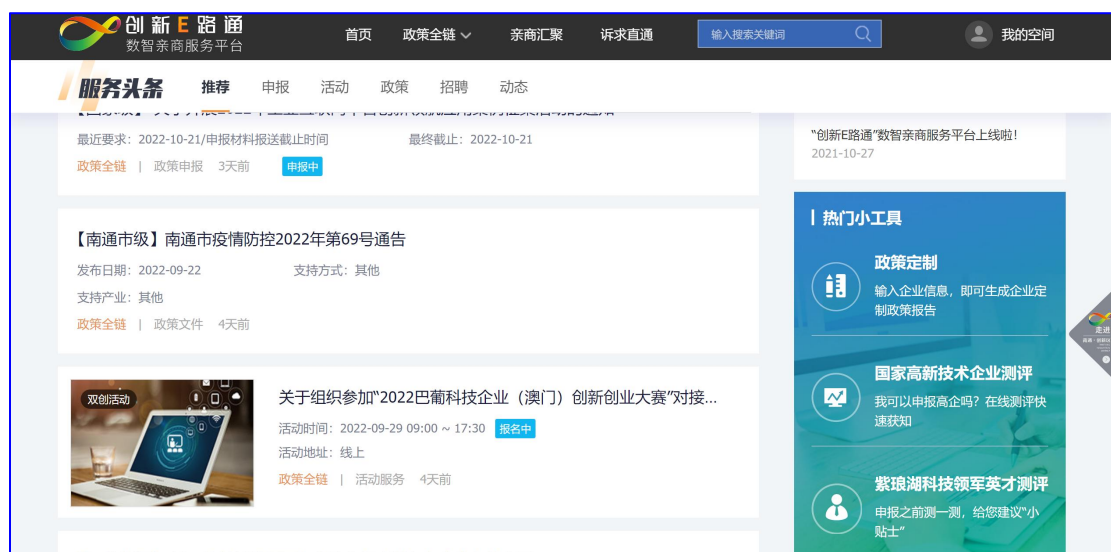 创新E路通
数智亲商服务平台
首页 政策全链 亲商汇聚 诉求直通 输入搜索关键词 我的空间
服务头条 推荐 申报 活动 政策 招聘 动态
最近要求：2022-10-21/申报材料报送截止时间 最终截止：2022-10-21
政策全链 | 政策申报 3天前 申报中
【南通市级】南通市疫情防控2022年第69号通告
发布日期：2022-09-22 支持方式：其他
支持产业：其他
政策全链 | 政策文件 4天前
双创活动
关于组织参加“2022巴葡科技企业（澳门）创新创业大赛”对接...
活动时间：2022-09-29 09:00 ~ 17:30 报名中
活动地址：线上
政策全链 | 活动服务 4天前
“创新E路通”数智亲商服务平台上线啦！
2021-10-27
热门小工具
政策定制
输入企业信息，即可生成企业定
制政策报告
国家高新技术企业测评
我可以申报高企吗？在线测评快
速获知
紫琅湖科技领军英才测评
申报之前测一测，给您建议“小
贴士”
走进